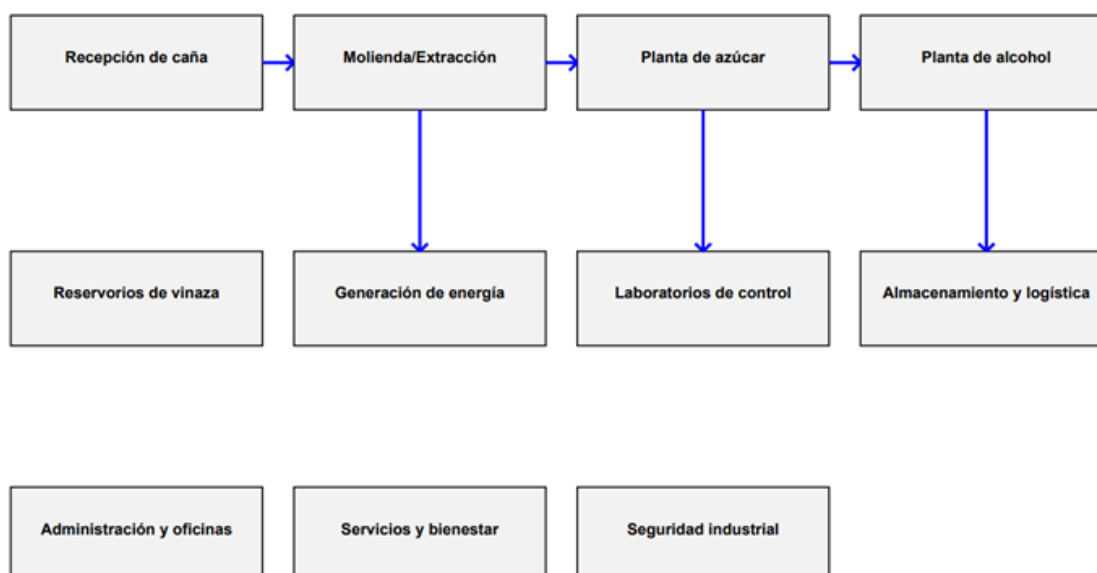 Recepción de caña
Molienda/Extracción
Planta de azúcar
Planta de alcohol
Reservorios de vinaza
Generación de energía
Laboratorios de control
Almacenamiento y logística
Administración y oficinas
Servicios y bienestar
Seguridad industrial